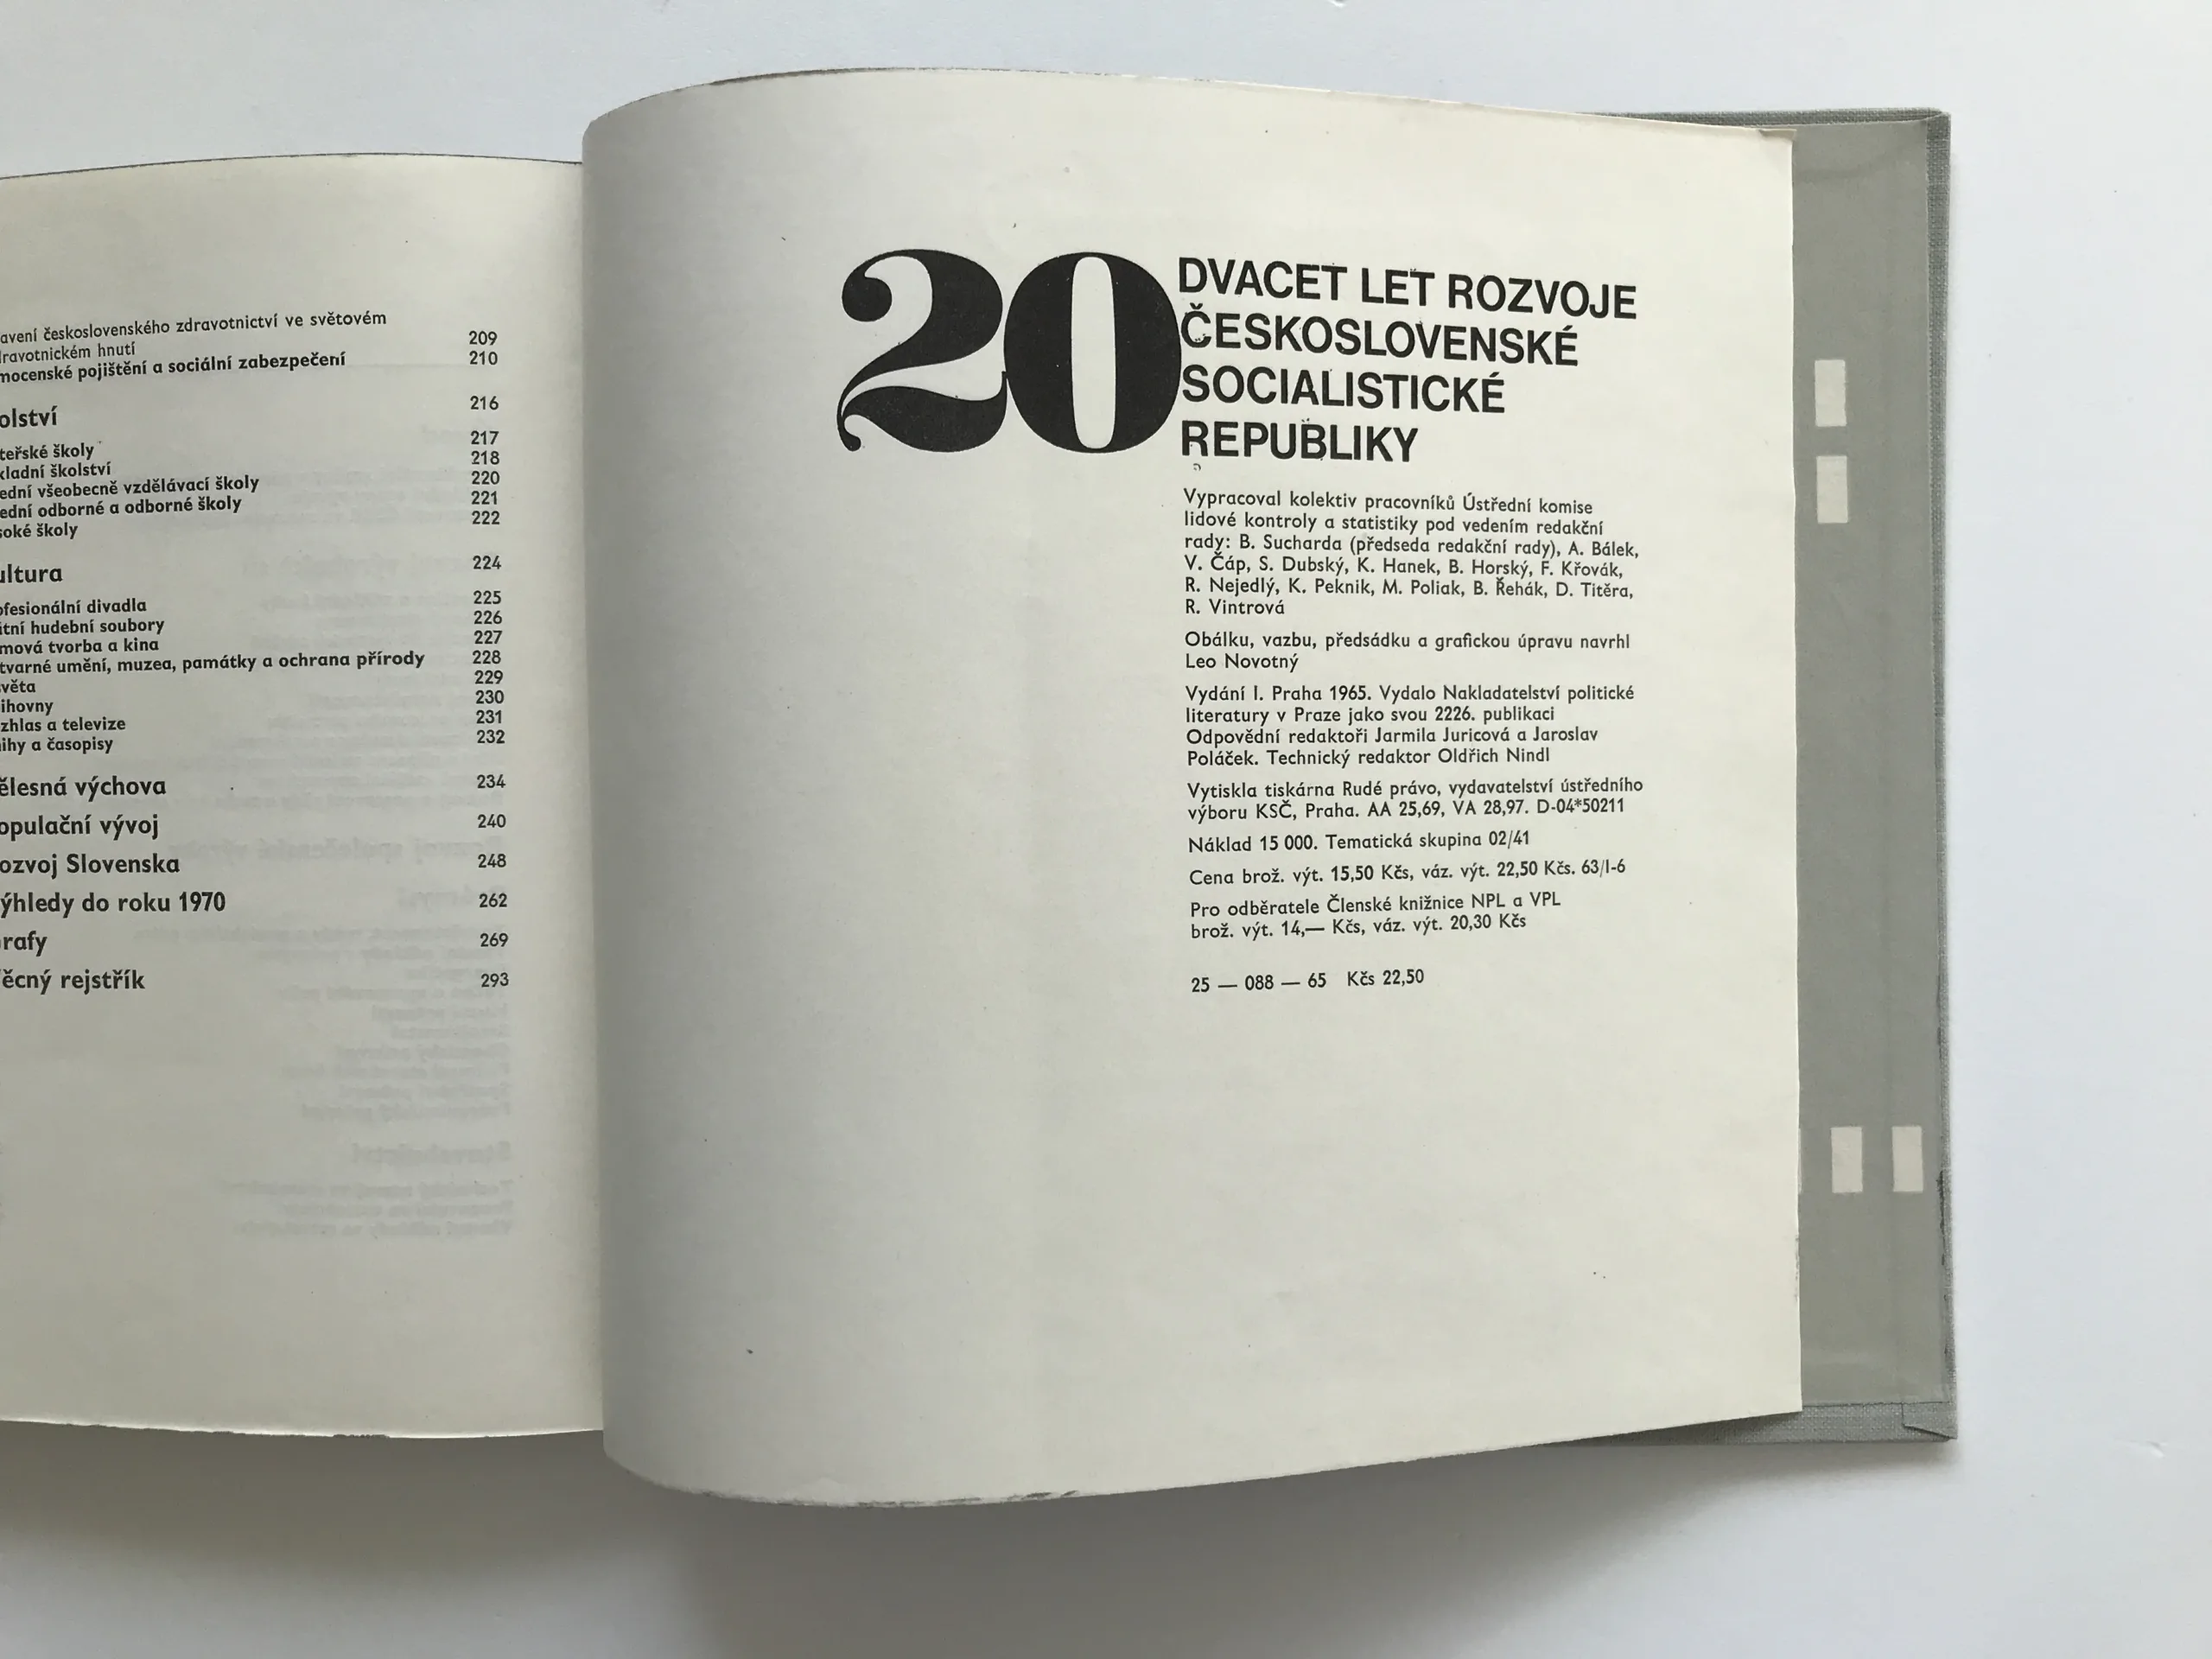 avení československého zdravotnictví ve světovém
dravotnickém hnutí 209
mocenské pojištění a sociální zabezpečení 210
olství 216
teřské školy 217
kladní školství 218
ední všeobecně vzdělávací školy 220
ední odborné a odborné školy 221
soké školy 222
ultura 224
ofesionální divadla 225
itní hudební soubory 226
mová tvorba a kina 227
tvarné umění, muzea, památky a ochrana přírody 228
věta 229
ihovny 230
zhlas a televize 231
ihy a časopisy 232
ělesná výchova 234
opulační vývoj 240
ozvoj Slovenska 248
ýhledy do roku 1970 262
rafy 269
ěcný rejstřík 293
20
DVACET LET ROZVOJE
ČESKOSLOVENSKÉ
SOCIALISTICKÉ
REPUBLIKY
Vypracoval kolektiv pracovníků Ústřední komise
lidové kontroly a statistiky pod vedením redakční
rady: B. Sucharda (předseda redakční rady), A. Bálek,
V. Čáp, S. Dubský, K. Hanek, B. Horský, F. Křovák,
R. Nejedlý, K. Peknik, M. Poliak, B. Řehák, D. Titěra,
R. Vintrová
Obálku, vazbu, předsádku a grafickou úpravu navrhl
Leo Novotný
Vydání I. Praha 1965. Vydalo Nakladatelství politické
literatury v Praze jako svou 2226. publikaci
Odpovědní redaktoři Jarmila Juricová a Jaroslav
Poláček. Technický redaktor Oldřich Nindl
Vytiskla tiskárna Rudé právo, vydavatelství ústředního
výboru KSČ, Praha. AA 25,69, VA 28,97. D-04*50211
Náklad 15 000. Tematická skupina 02/41
Cena brož. výt. 15,50 Kčs, váz. výt. 22,50 Kčs. 63/I-6
Pro odběratele Členské knižnice NPL a VPL
brož. výt. 14,— Kčs, váz. výt. 20,30 Kčs
25 — 088 — 65 Kčs 22,50